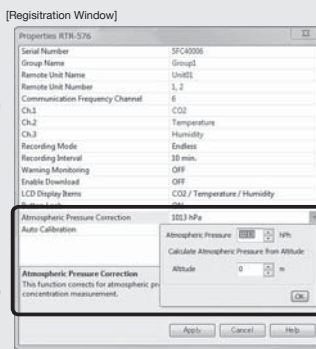 [Regisitration Window]
Properties RTR-576
Serial Number 5FC40006
Group Name Group1
Remote Unit Name Unit01
Remote Unit Number 1, 2
Communication Frequency Channel 6
Ch.1 CO2
Ch.2 Temperature
Ch.3 Humidity
Recording Mode Endless
Recording Interval 10 min.
Warning Monitoring OFF
Enable Download OFF
LCD Display Items CO2 / Temperature / Humidity
Atmospheric Pressure Correction 1013 hPa
Auto Calibration
Atmospheric Pressure 1013 hPh
Calculate Atmospheric Pressure from Altitude
Altitude 0 m
OK
Atmospheric Pressure Correction
This function corrects for atmospheric pre
concentration measurement.
Apply Cancel Help